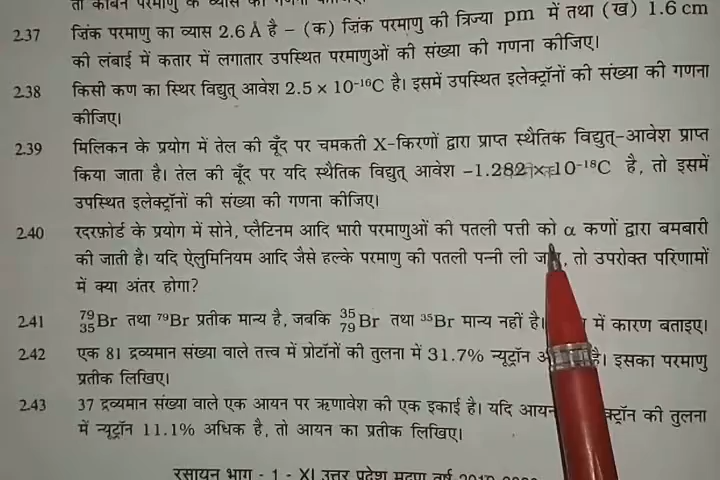 2.37 जिंक परमाणु का व्यास 2.6 Å है – (क) जिंक परमाणु की त्रिज्या pm में तथा (ख) 1.6 cm
की लंबाई में कतार में लगातार उपस्थित परमाणुओं की संख्या की गणना कीजिए।
2.38 किसी कण का स्थिर विद्युत् आवेश 2.5 × 10⁻¹⁶C है। इसमें उपस्थित इलेक्ट्रॉनों की संख्या की गणना
कीजिए।
2.39 मिलिकन के प्रयोग में तेल की बूँद पर चमकती X-किरणों द्वारा प्राप्त स्थैतिक विद्युत्-आवेश प्राप्त
किया जाता है। तेल की बूँद पर यदि स्थैतिक विद्युत् आवेश –1.282 × 10⁻¹⁸C है, तो इसमें
उपस्थित इलेक्ट्रॉनों की संख्या की गणना कीजिए।
2.40 रदरफ़ोर्ड के प्रयोग में सोने, प्लैटिनम आदि भारी परमाणुओं की पतली पत्ती को α कणों द्वारा बमबारी
की जाती है। यदि ऐलुमिनियम आदि जैसे हल्के परमाणु की पतली पन्नी ली तो उपरोक्त परिणामों
में क्या अंतर होगा?
2.41 ⁷⁹₃₅Br तथा ⁷⁹Br प्रतीक मान्य है, जबकि ³⁵₇₉Br तथा ³⁵Br मान्य नहीं है। में कारण बताइए।
2.42 एक 81 द्रव्यमान संख्या वाले तत्त्व में प्रोटॉनों की तुलना में 31.7% न्यूट्रॉन है। इसका परमाणु
प्रतीक लिखिए।
2.43 37 द्रव्यमान संख्या वाले एक आयन पर ऋणावेश की एक इकाई है। यदि आयन की तुलना
में न्यूट्रॉन 11.1% अधिक है, तो आयन का प्रतीक लिखिए।
रसायन भाग - 1 - XI उत्तर प्रदेश